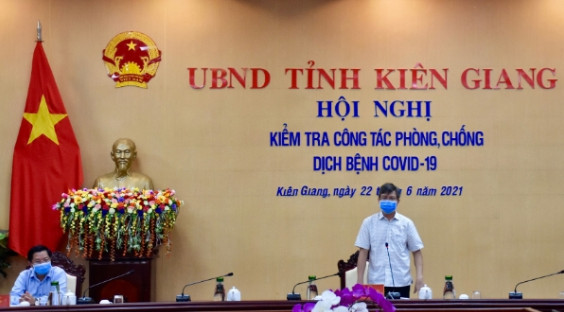 UBND TỈNH KIÊN GIANG
HỘI NGHỊ
KIỂM TRA CÔNG TÁC PHÒNG, CHỐNG
DỊCH BỆNH COVID-19
Kiên Giang, ngày 22 6 năm 2021